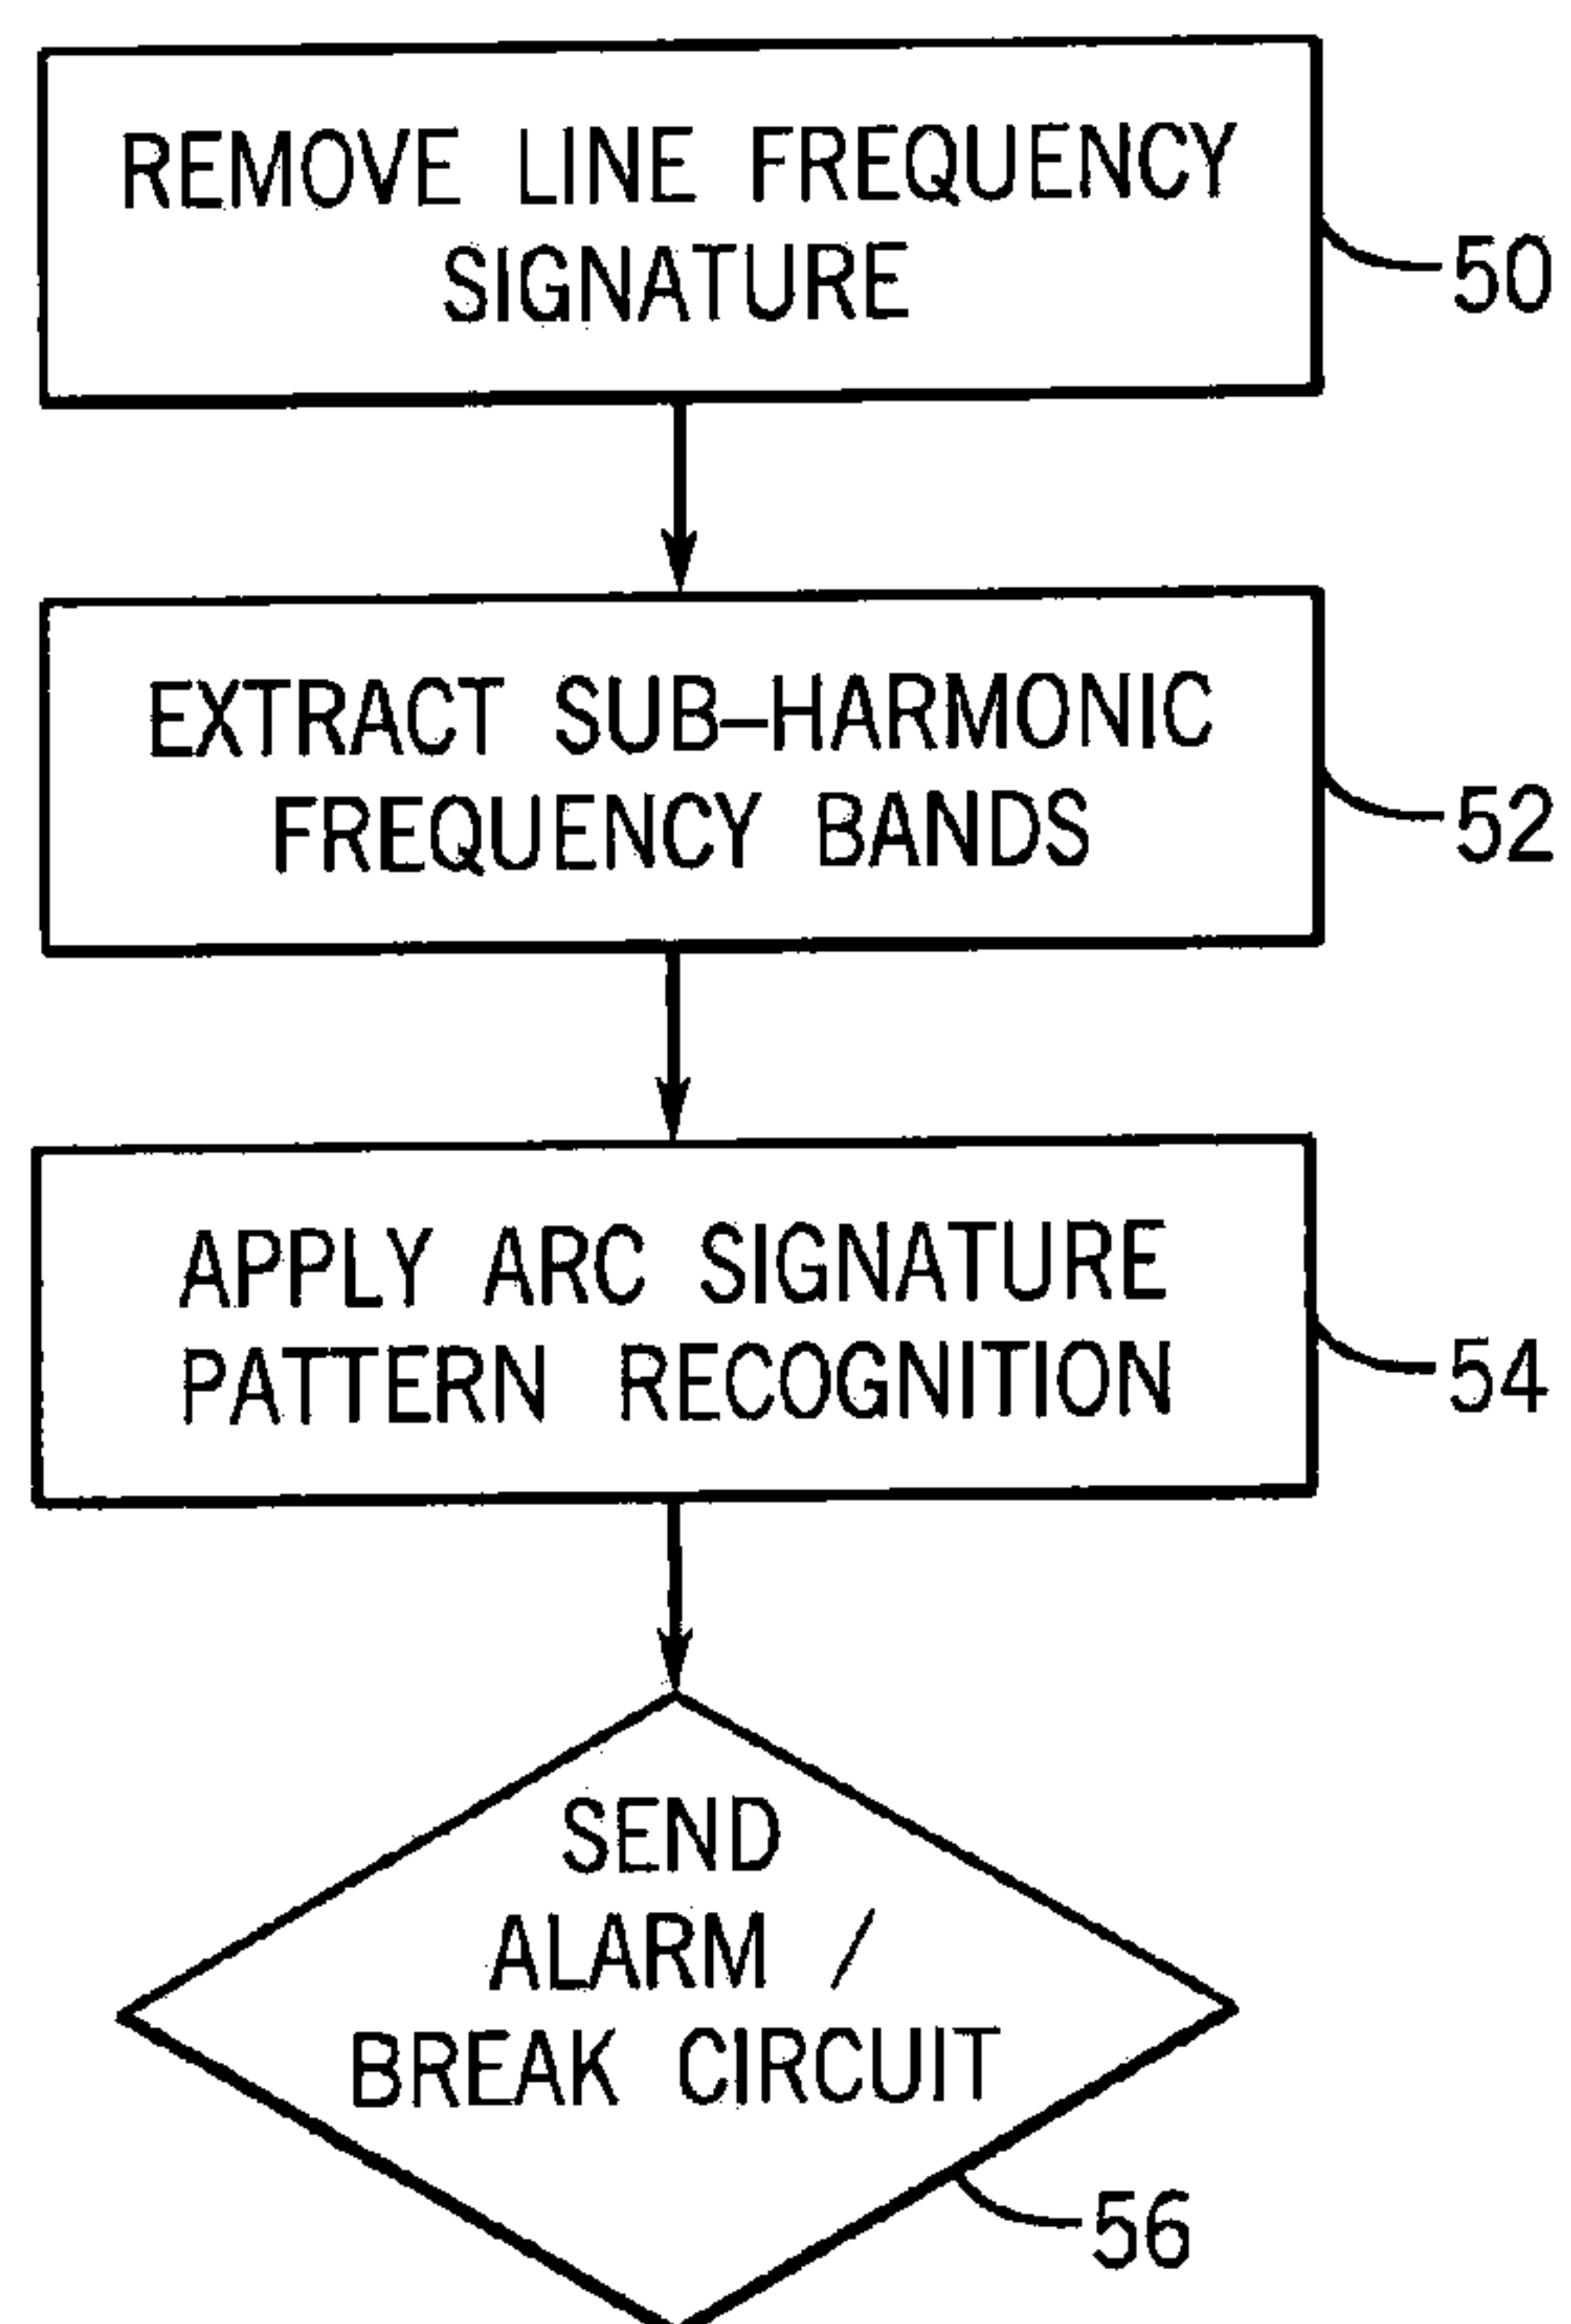 REMOVE LINE FREQUENCY
SIGNATURE
50
EXTRACT SUB-HARMONIC
FREQUENCY BANDS
52
APPLY ARC SIGNATURE
PATTERN RECOGNITION
54
SEND
ALARM /
BREAK CIRCUIT
56